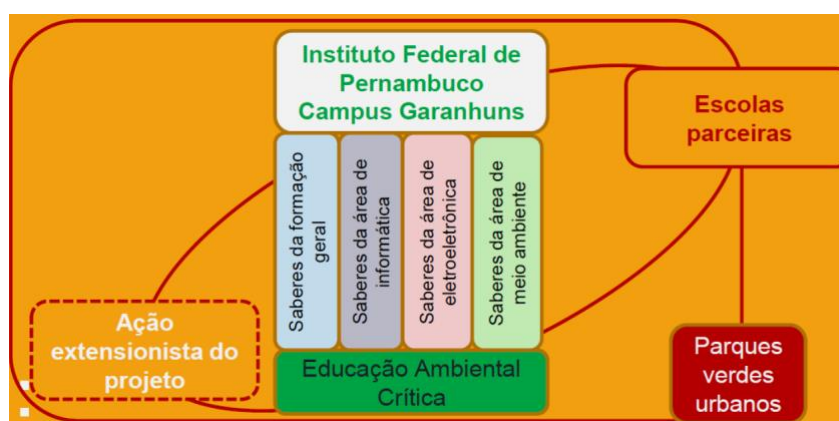 Instituto Federal de
Pernambuco
Campus Garanhuns
Escolas
parceiras
Saberes da formação
geral
Saberes da área de
informática
Saberes da área de
eletroeletrônica
Saberes da área de
meio ambiente
Ação
extensionista do
projeto
Educação Ambiental
Crítica
Parques
verdes
urbanos